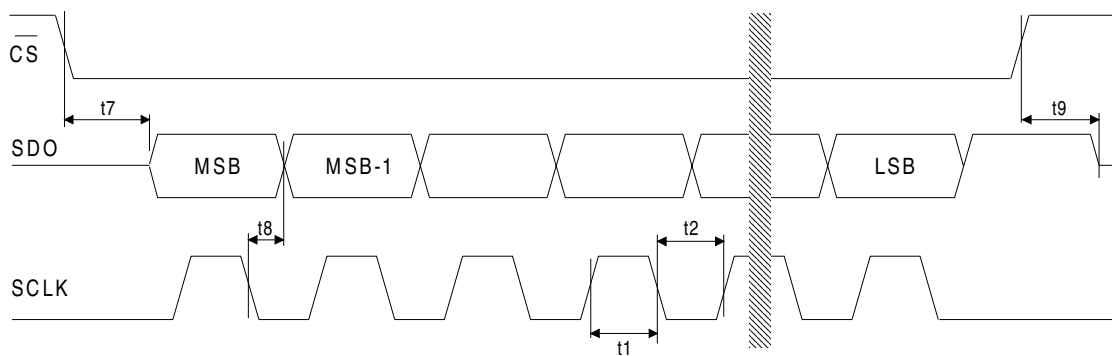 CS
t7
t9
SDO
MSB
MSB-1
LSB
t8
t2
SCLK
t1